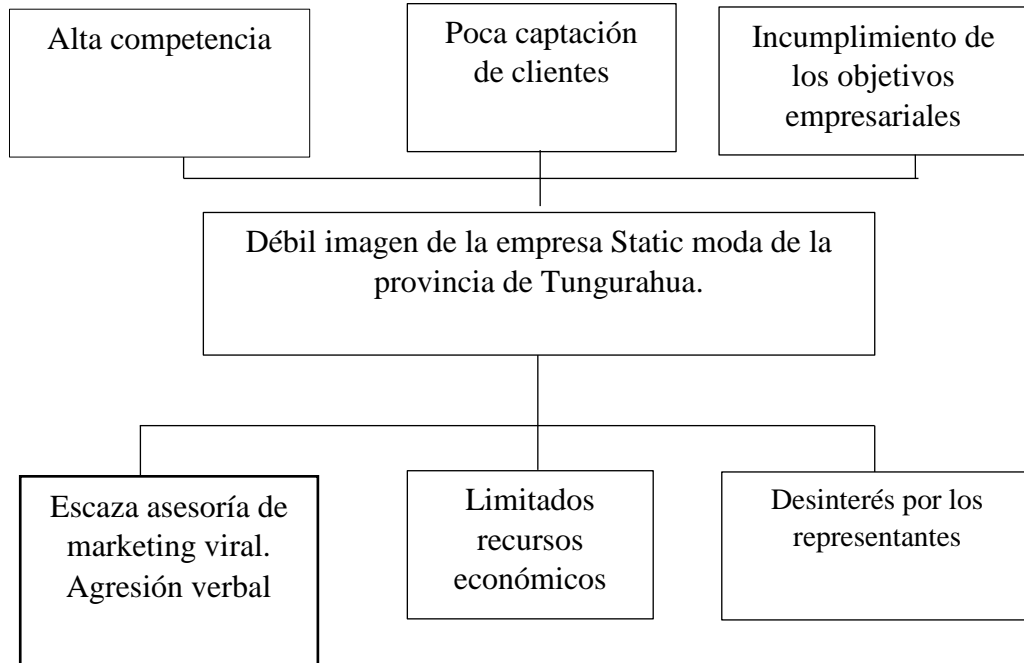 Alta competencia
Poca captación
de clientes
Incumplimiento de
los objetivos
empresariales
Débil imagen de la empresa Static moda de la
provincia de Tungurahua.
Escaza asesoría de
marketing viral.
Agresión verbal
Limitados
recursos
económicos
Desinterés por los
representantes